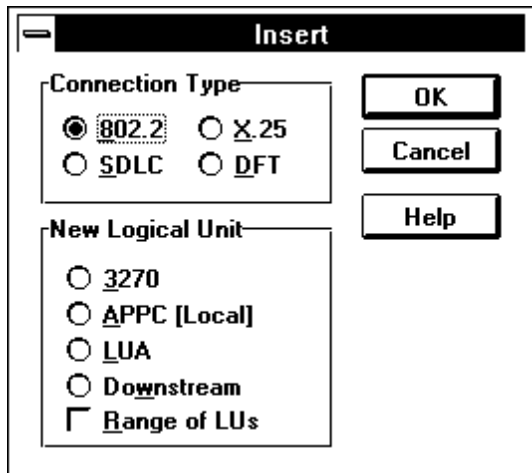 Insert
Connection Type
802.2
X.25
SDLC
DFT
OK
Cancel
Help
New Logical Unit
3270
APPC [Local]
LUA
Downstream
Range of LUs